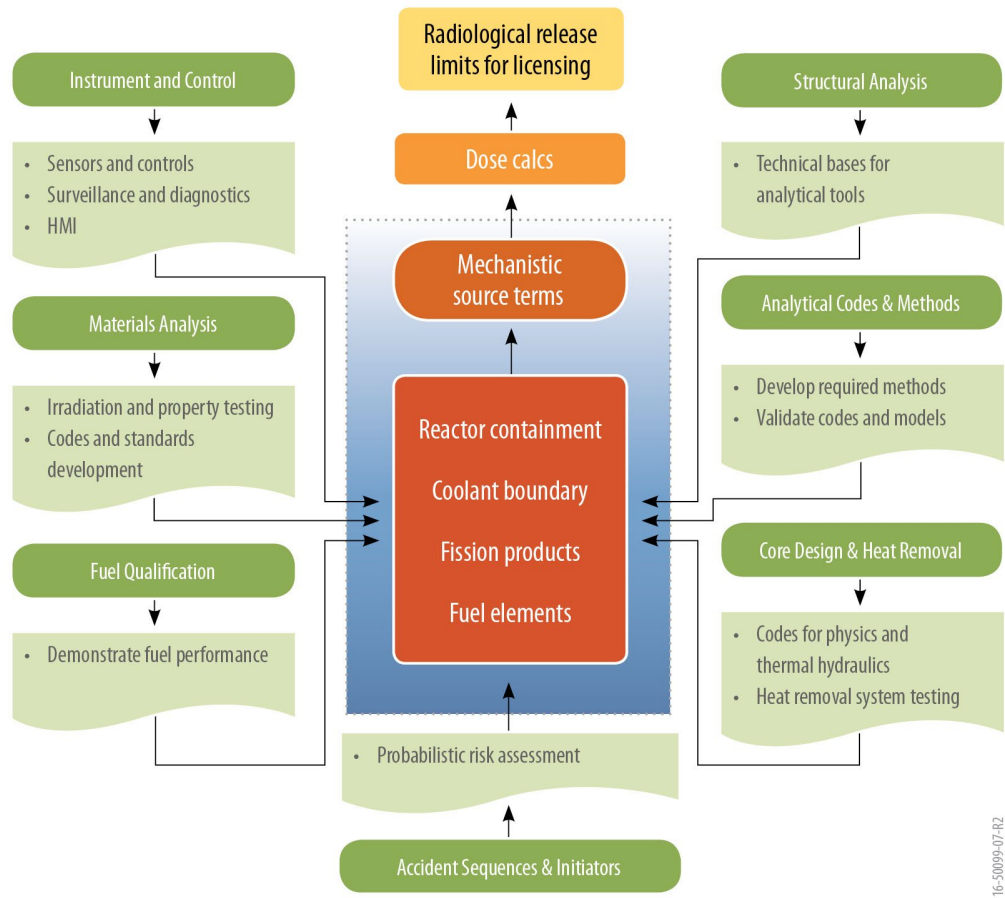 Radiological release
limits for licensing
Dose calcs
Mechanistic
source terms
Reactor containment
Coolant boundary
Fission products
Fuel elements
Instrument and Control
• Sensors and controls
• Surveillance and diagnostics
• HMI
Materials Analysis
• Irradiation and property testing
• Codes and standards
development
Fuel Qualification
• Demonstrate fuel performance
Structural Analysis
• Technical bases for
analytical tools
Analytical Codes & Methods
• Develop required methods
• Validate codes and models
Core Design & Heat Removal
• Codes for physics and
thermal hydraulics
• Heat removal system testing
• Probabilistic risk assessment
Accident Sequences & Initiators
16-50099-07-R2